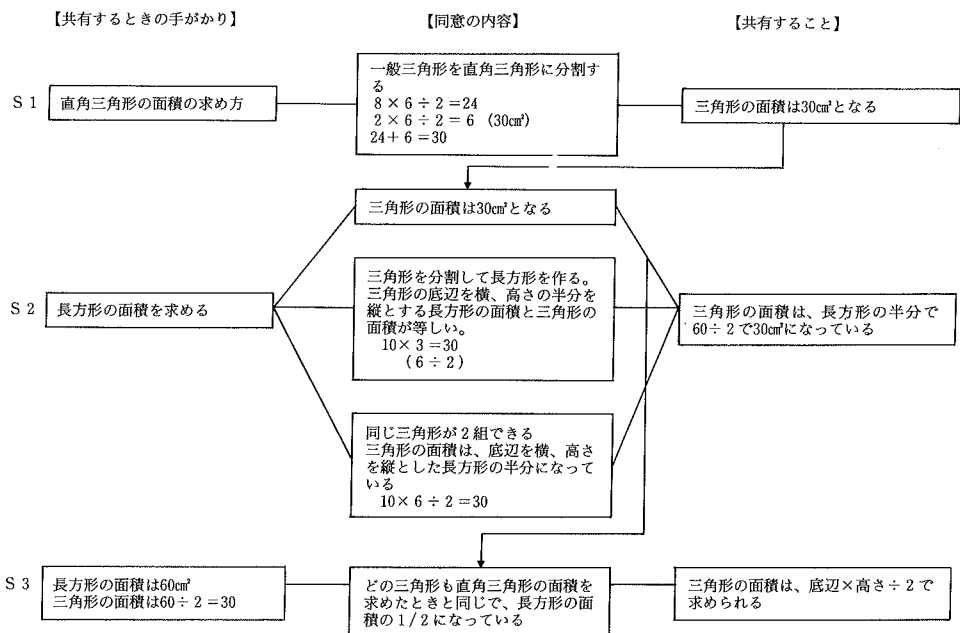 【共有するときの手がかり】
【同意の内容】
【共有すること】
S1
直角三角形の面積の求め方
一般三角形を直角三角形に分割す
る
8×6÷2=24
2×6÷2=6 (30c㎡)
24+6=30
三角形の面積は30c㎡となる
三角形の面積は30c㎡となる
S2
長方形の面積を求める
三角形を分割して長方形を作る。
三角形の底辺を横、高さの半分を
縦とする長方形の面積と三角形の
面積が等しい。
10×3=30
(6÷2)
三角形の面積は、長方形の半分で
60÷2で30c㎡になっている
同じ三角形が2組できる
三角形の面積は、底辺を横、高さ
を縦とした長方形の半分になって
いる
10×6÷2=30
S3
長方形の面積は60c㎡
三角形の面積は60÷2=30
どの三角形も直角三角形の面積を
求めたときと同じで、長方形の面
積の1/2になっている
三角形の面積は、底辺×高さ÷2で
求められる